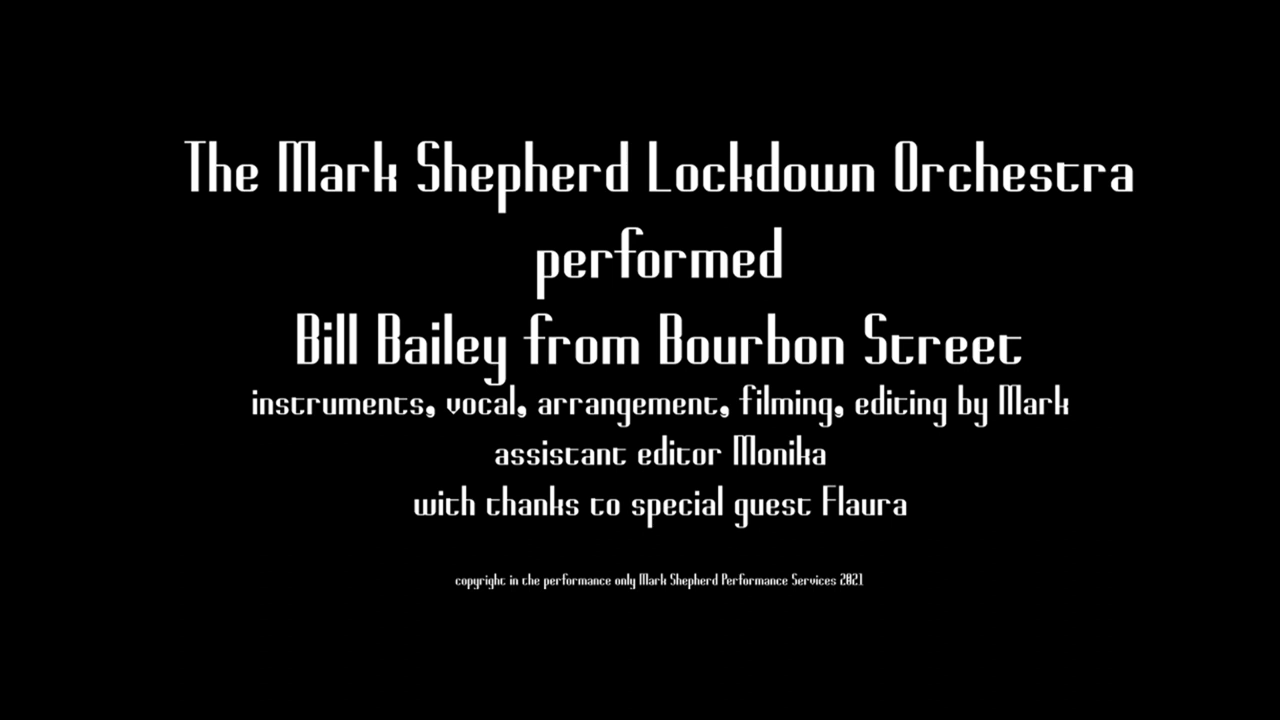 The Mark Shepherd Lockdown Orchestra
performed
Bill Bailey from Bourbon Street
instruments, vocal, arrangement, filming, editing by Mark
assistant editor Monika
with thanks to special guest Flaura
copyright in the performance only Mark Shepherd Performance Services 2021